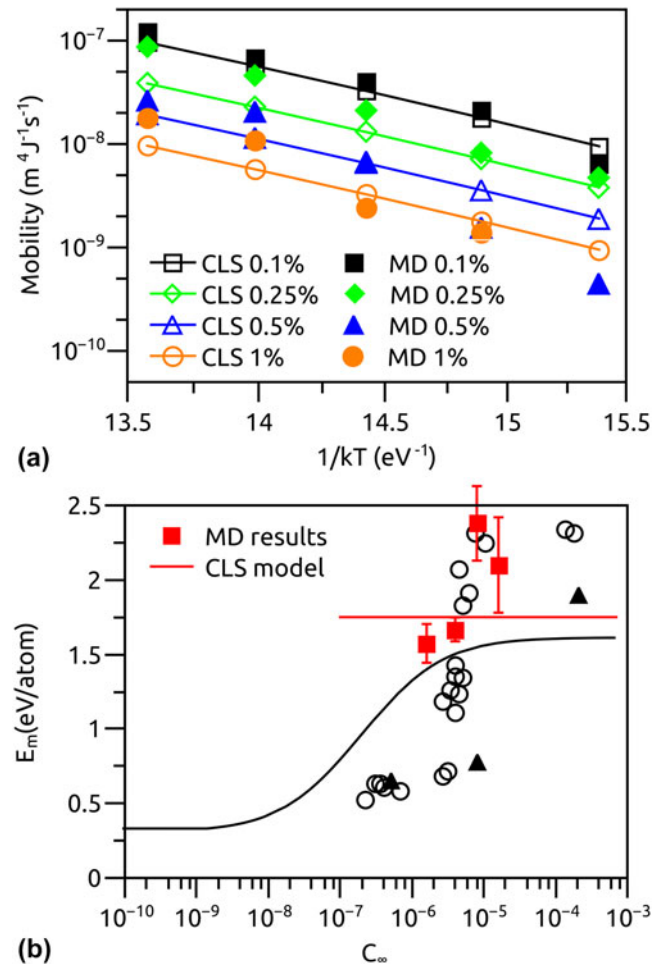 10⁻⁷
10⁻⁸
10⁻⁹
10⁻¹⁰
Mobility (m⁴J⁻¹s⁻¹)
CLS 0.1% MD 0.1%
CLS 0.25% MD 0.25%
CLS 0.5% MD 0.5%
CLS 1% MD 1%
13.5 14 14.5 15 15.5
1/kT (eV⁻¹)
(a)
2.5
2
1.5
1
0.5
0
Eₘ(eV/atom)
MD results
CLS model
10⁻¹⁰ 10⁻⁹ 10⁻⁸ 10⁻⁷ 10⁻⁶ 10⁻⁵ 10⁻⁴ 10⁻³
C∞
(b)